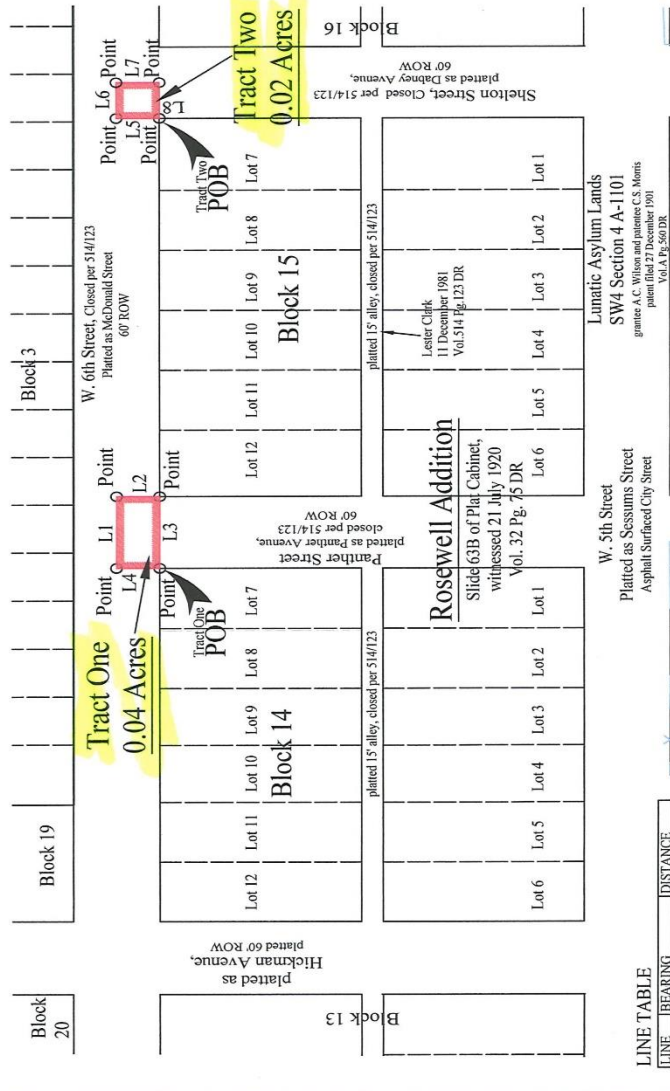 Block
20
Block 19
Block 3
W. 6th Street, Closed per 514/123
Platted as McDonald Street
60' ROW
Tract One
0.04 Acres
Point
L1
Point
L4
L2
Point
L3
Point
Tract One
POB
Point
L6
Point
L5
L7
Point
L8
Point
Tract Two
POB
Tract Two
0.02 Acres
Block 13
platted as
Hickman Avenue,
platted 60' ROW
Lot 12
Lot 11
Lot 10
Lot 9
Lot 8
Lot 7
Block 14
platted 15' alley, closed per 514/123
Lot 6
Lot 5
Lot 4
Lot 3
Lot 2
Lot 1
Panther Street
platted as Panther Avenue,
closed per 514/123
60' ROW
Lot 12
Lot 11
Lot 10
Lot 9
Lot 8
Lot 7
Block 15
platted 15' alley, closed per 514/123
Lester Clark
11 December 1981
Vol.514 Pg.123 DR
Lot 6
Lot 5
Lot 4
Lot 3
Lot 2
Lot 1
Shelton Street, Closed per 514/123
platted as Dabney Avenue,
60' ROW
Block 16
Rosewell Addition
Slide 63B of Plat Cabinet,
witnessed 21 July 1920
Vol. 32 Pg. 75 DR
W. 5th Street
Platted as Sessums Street
Asphalt Surfaced City Street
Lunatic Asylum Lands
SW4 Section 4 A-1101
grantee A.C. Wilson and patentee C.S. Morris
patent filed 27 December 1901
Vol.A Pg.560 DR
LINE TABLE
LINE BEARING DISTANCE